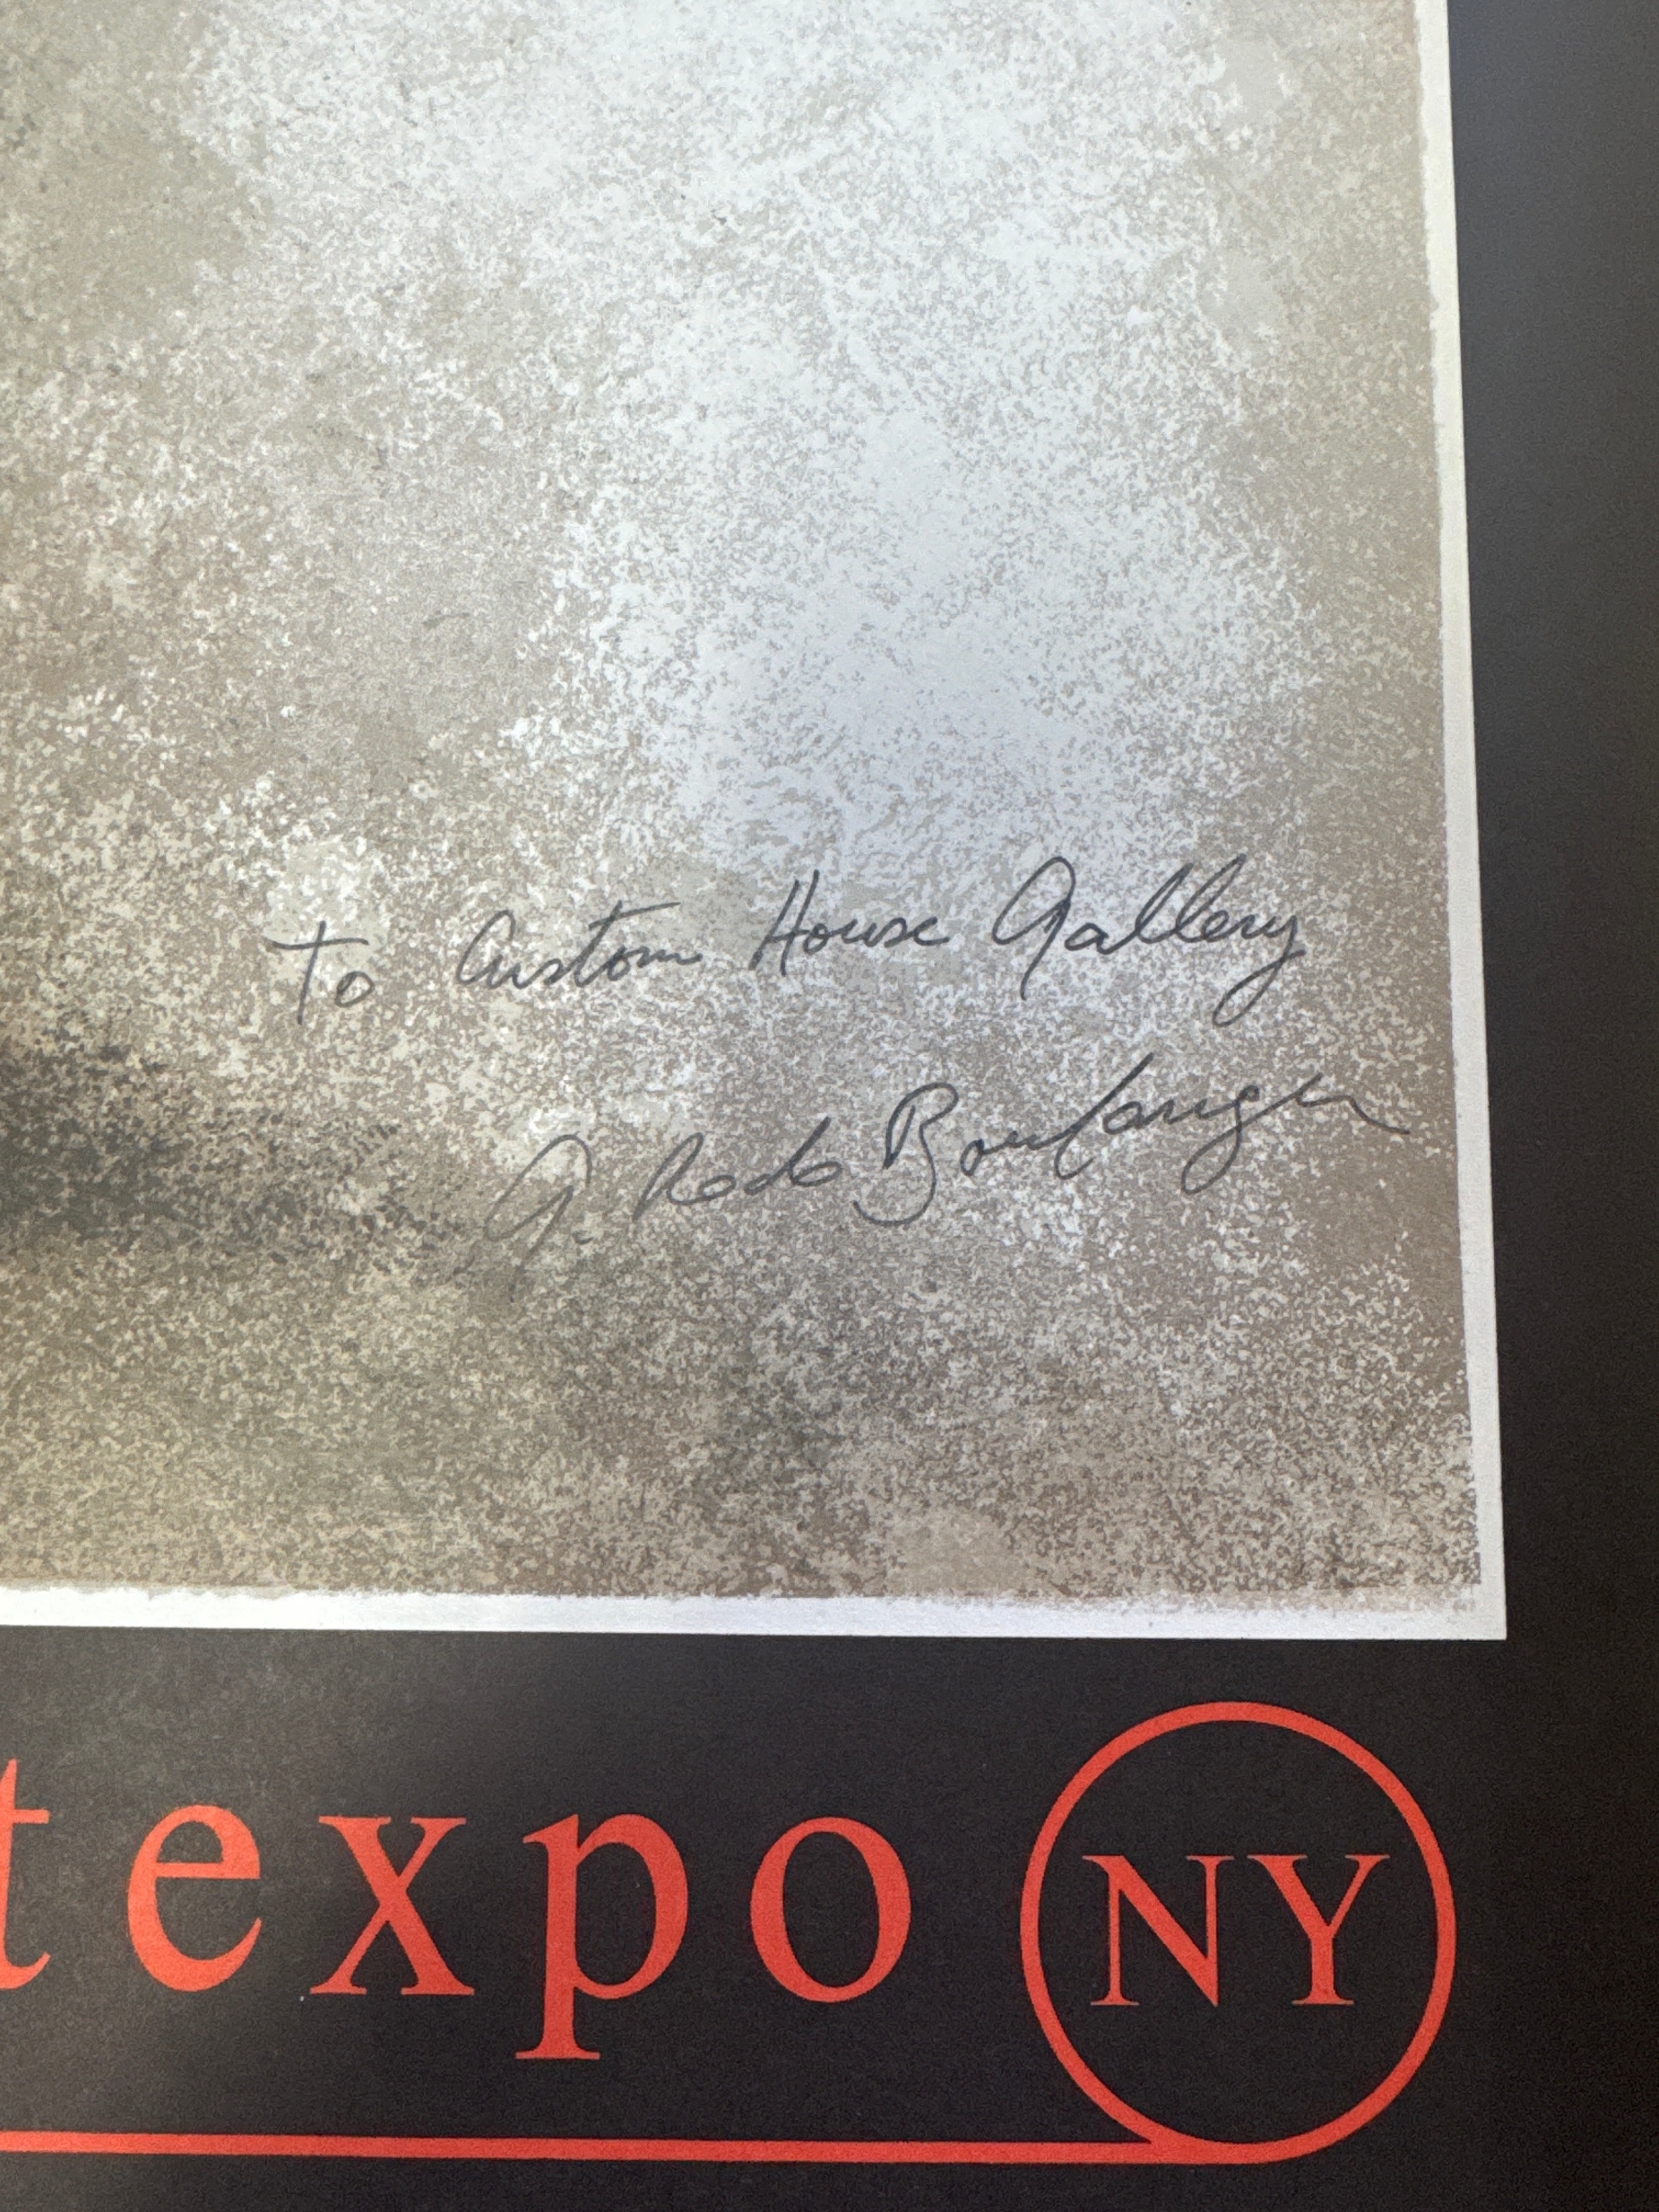 To Custom House Gallery
G. Rodo Boulanger
texpo NY